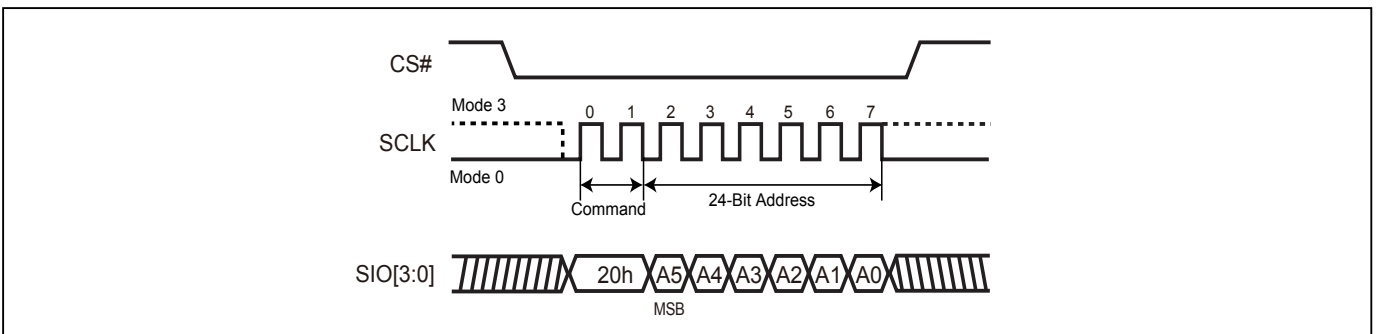 CS#
Mode 3
0 1 2 3 4 5 6 7
SCLK
Mode 0
Command
24-Bit Address
SIO[3:0]
20h A5 A4 A3 A2 A1 A0
MSB